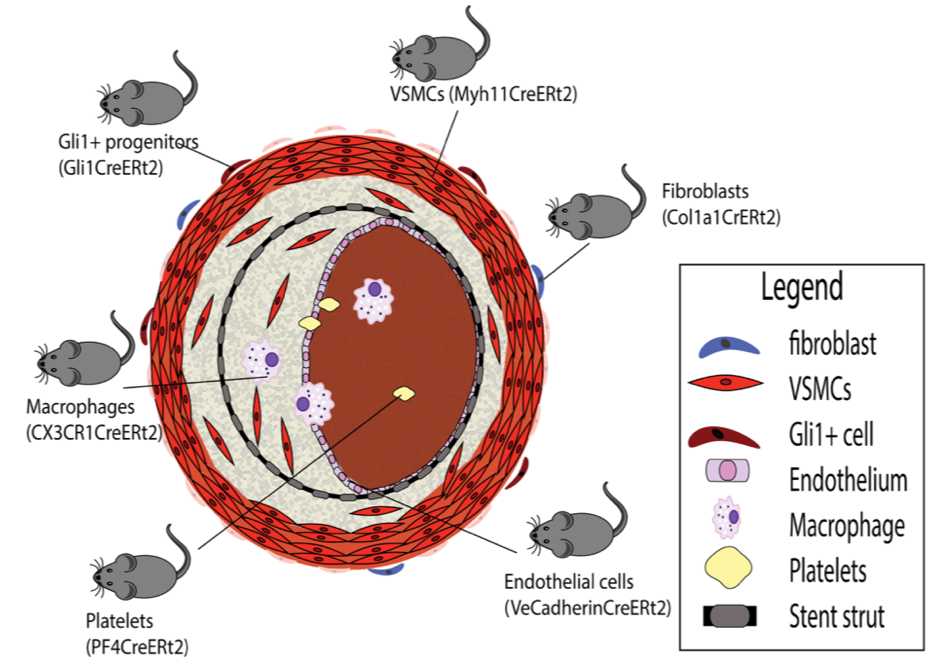 VSMCs (Myh11CreERt2)
Gli1+ progenitors
(Gli1CreERt2)
Fibroblasts
(Col1a1CrERt2)
Macrophages
(CX3CR1CreERt2)
Platelets
(PF4CreERt2)
Endothelial cells
(VeCadherinCreERt2)
Legend
fibroblast
VSMCs
Gli1+ cell
Endothelium
Macrophage
Platelets
Stent strut